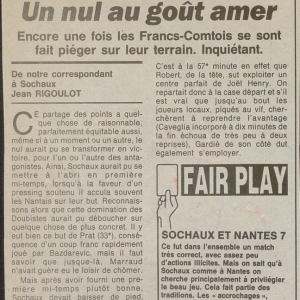 Un nul au goût amer
Encore une fois les Francs-Comtois se sont
fait piéger sur leur terrain. Inquiétant.
De notre correspondant
à Sochaux
Jean RIGOULOT
CE partage des points a quel-
que chose de raisonnable,
parfaitement équitable aussi,
même si à un moment ou un autre, le
nul aurait pu se transformer en vic-
toire, pour l'un ou l'autre des anta-
gonistes. Ainsi, Sochaux aurait pu se
mettre à l'abri en première
mi-temps, lorsqu'à la faveur d'un
pressing soutenu il accula souvent
les Nantais sur leur but. Reconnais-
sons alors que cette domination des
Doubistes aurait pu déboucher sur
quelque chose de plus concret. Il y
eut bien ce but de Prat (33e), consé-
quence d'un coup franc rapidement
joué par Bazdarevic, mais il faut
savoir que jusque-là, Marraud
n'avait guère eu le loisir de chômer.
Mais après avoir fourni une pre-
mière mi-temps plutôt bonne
Sochaux devait baisser de pied,
C'est à la 57e minute en effet que
Robert, de la tête, sut exploiter un
centre parfait de Joël Henry. On
repartait donc à la case départ et s'il
est vrai que jusqu'au bout les
joueurs locaux, piqués au vif, cher-
chèrent à reprendre l'avantage
(Caveglia incorporé à dix minutes de
la fin échoua de très peu à deux
reprises), Gardié de son côté dut
également s'employer.
FAIR PLAY
SOCHAUX ET NANTES 7
Ce fut dans l'ensemble un match
très correct, avec assez peu
d'actions illicites. Mais on sait qu'à
Sochaux comme à Nantes on
cherche principalement à privilégier
le beau jeu. Cela fait partie des
traditions. Les « accrochages »,